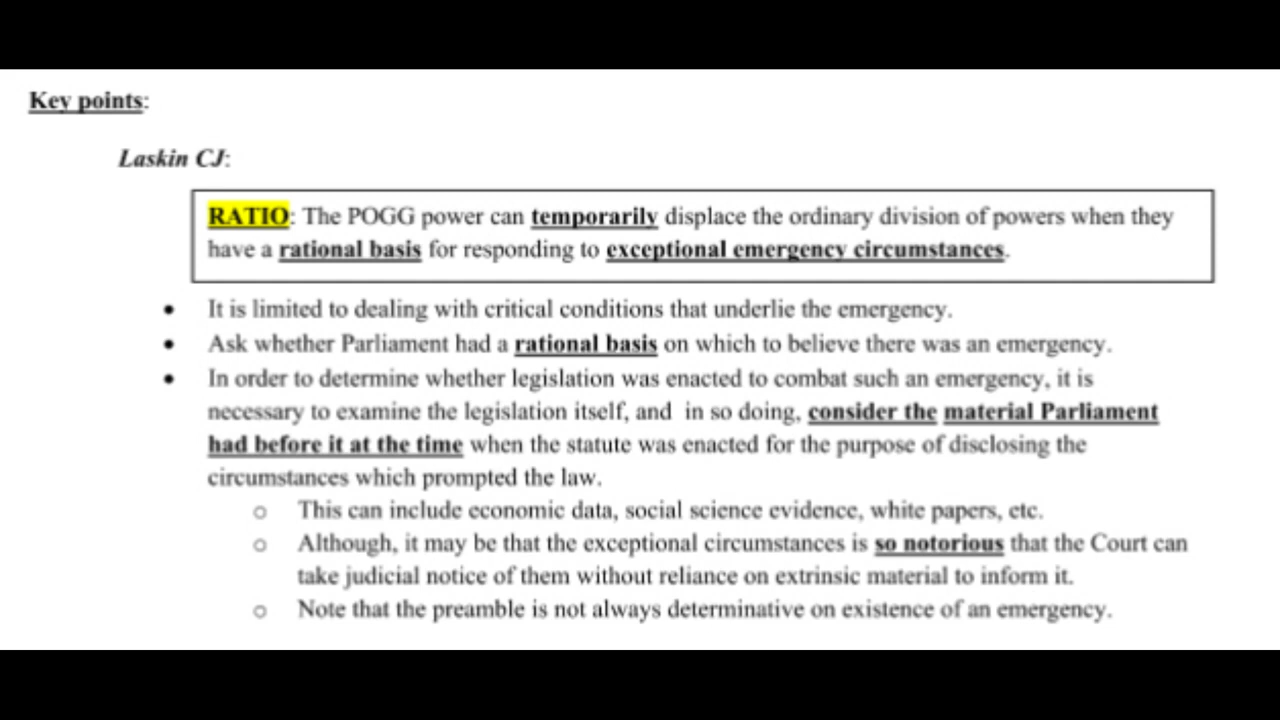 Key points:
Laskin CJ:
RATIO: The POGG power can temporarily displace the ordinary division of powers when they
have a rational basis for responding to exceptional emergency circumstances.
• It is limited to dealing with critical conditions that underlie the emergency.
• Ask whether Parliament had a rational basis on which to believe there was an emergency.
• In order to determine whether legislation was enacted to combat such an emergency, it is
necessary to examine the legislation itself, and in so doing, consider the material Parliament
had before it at the time when the statute was enacted for the purpose of disclosing the
circumstances which prompted the law.
o This can include economic data, social science evidence, white papers, etc.
o Although, it may be that the exceptional circumstances is so notorious that the Court can
take judicial notice of them without reliance on extrinsic material to inform it.
o Note that the preamble is not always determinative on existence of an emergency.